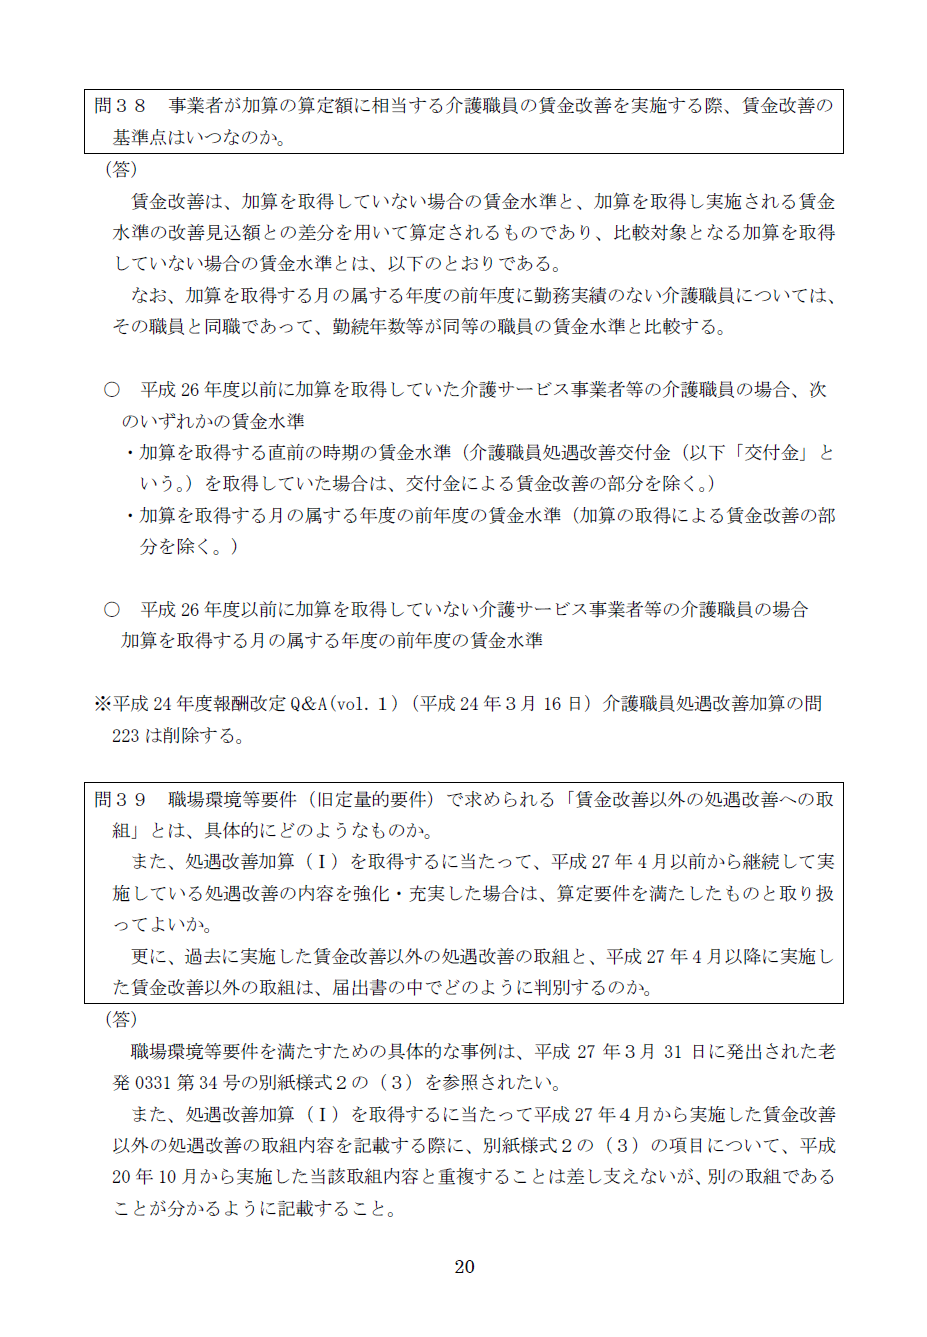 問３８　事業者が加算の算定額に相当する介護職員の賃金改善を実施する際、賃金改善の
基準点はいつなのか。
（答）
賃金改善は、加算を取得していない場合の賃金水準と、加算を取得し実施される賃金
水準の改善見込額との差分を用いて算定されるものであり、比較対象となる加算を取得
していない場合の賃金水準とは、以下のとおりである。
なお、加算を取得する月の属する年度の前年度に勤務実績のない介護職員については、
その職員と同職であって、勤続年数等が同等の職員の賃金水準と比較する。
○　平成 26 年度以前に加算を取得していた介護サービス事業者等の介護職員の場合、次
のいずれかの賃金水準
・加算を取得する直前の時期の賃金水準（介護職員処遇改善交付金（以下「交付金」と
いう。）を取得していた場合は、交付金による賃金改善の部分を除く。）
・加算を取得する月の属する年度の前年度の賃金水準（加算の取得による賃金改善の部
分を除く。）
○　平成 26 年度以前に加算を取得していない介護サービス事業者等の介護職員の場合
加算を取得する月の属する年度の前年度の賃金水準
※平成 24 年度報酬改定 Q&A(vol.１)（平成 24 年３月 16 日）介護職員処遇改善加算の問
223 は削除する。
問３９　職場環境等要件（旧定量的要件）で求められる「賃金改善以外の処遇改善への取
組」とは、具体的にどのようなものか。
また、処遇改善加算（Ⅰ）を取得するに当たって、平成 27 年 4 月以前から継続して実
施している処遇改善の内容を強化・充実した場合は、算定要件を満たしたものと取り扱
ってよいか。
更に、過去に実施した賃金改善以外の処遇改善の取組と、平成 27 年 4 月以降に実施し
た賃金改善以外の取組は、届出書の中でどのように判別するのか。
（答）
職場環境等要件を満たすための具体的な事例は、平成 27 年３月 31 日に発出された老
発 0331 第 34 号の別紙様式２の（３）を参照されたい。
また、処遇改善加算（Ⅰ）を取得するに当たって平成 27 年４月から実施した賃金改善
以外の処遇改善の取組内容を記載する際に、別紙様式２の（３）の項目について、平成
20 年 10 月から実施した当該取組内容と重複することは差し支えないが、別の取組である
ことが分かるように記載すること。
20